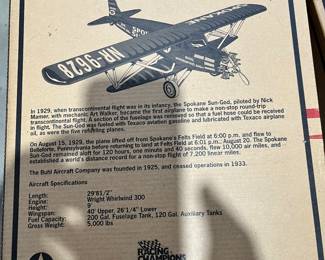 SPOKANE
SPO
NR-9628
In 1929, when transcontinental flight was in its infancy, the Spokane Sun-God, piloted by Nick
Mamer, with mechanic Art Walker, became the first airplane to make a non-stop round-trip
transcontinental flight. A section of the fuselage was removed so that a fuel hose could be received
in flight. The Sun-God was fueled with Texaco aviation gasoline and lubricated with Texaco airplane
oil, as were the five refueling planes.
On August 15, 1929, the plane lifted off from Spokane's Felts Field at 6:00 p.m. and flew to
Bellefonte, Pennsylvania before returning to land at Felts Field at 6:01 p.m.; August 20. The Spokane
Sun-God remained aloft for 120 hours, one minute and 40 seconds, flew 10,000 air miles, and
established a world's distance record for a non-stop flight of 7,200 linear miles.
The Buhl Aircraft Company was founded in 1925, and ceased operations in 1933.
Aircraft Specifications
Length: 29'81/2"
Engine: Wright Whirlwind 300
Height: 9'
Wingspan: 40' Upper, 26'1/4" Lower
Fuel Capacity: 200 Gal. Fuselage Tank, 120 Gal. Auxiliary Tanks
Gross Weight: 5,000 lbs
RACING
CHAMPIONS